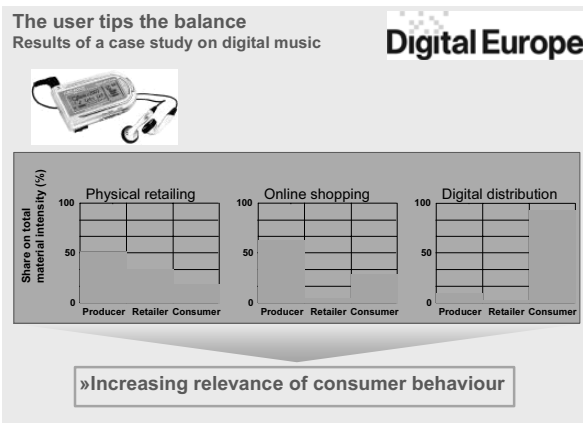 The user tips the balance
Results of a case study on digital music
Digital Europe
Share on total
material intensity (%)
Physical retailing
100
50
0
Producer Retailer Consumer
Online shopping
100
50
0
Producer Retailer Consumer
Digital distribution
100
50
0
Producer Retailer Consumer
»Increasing relevance of consumer behaviour